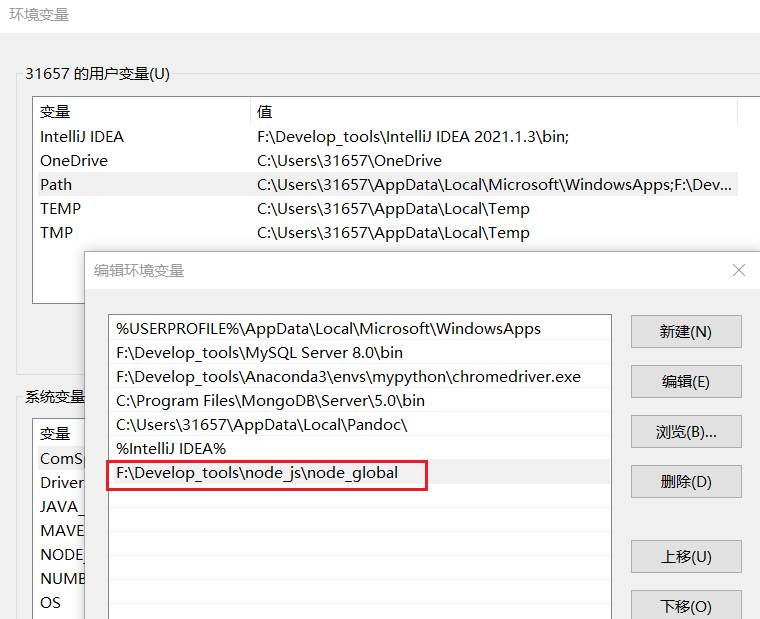 环境变量
31657 的用户变量(U)
变量 值
IntelliJ IDEA F:\Develop_tools\IntelliJ IDEA 2021.1.3\bin;
OneDrive C:\Users\31657\OneDrive
Path C:\Users\31657\AppData\Local\Microsoft\WindowsApps;F:\Dev...
TEMP C:\Users\31657\AppData\Local\Temp
TMP C:\Users\31657\AppData\Local\Temp
编辑环境变量
%USERPROFILE%\AppData\Local\Microsoft\WindowsApps
F:\Develop_tools\MySQL Server 8.0\bin
F:\Develop_tools\Anaconda3\envs\mypython\chromedriver.exe
C:\Program Files\MongoDB\Server\5.0\bin
C:\Users\31657\AppData\Local\Pandoc\
%IntelliJ IDEA%
F:\Develop_tools\node_js\node_global
新建(N)
编辑(E)
浏览(B)...
删除(D)
上移(U)
下移(O)
系统变量
变量
ComSp
Driver
JAVA_
MAVE
NODE_
NUMB
OS